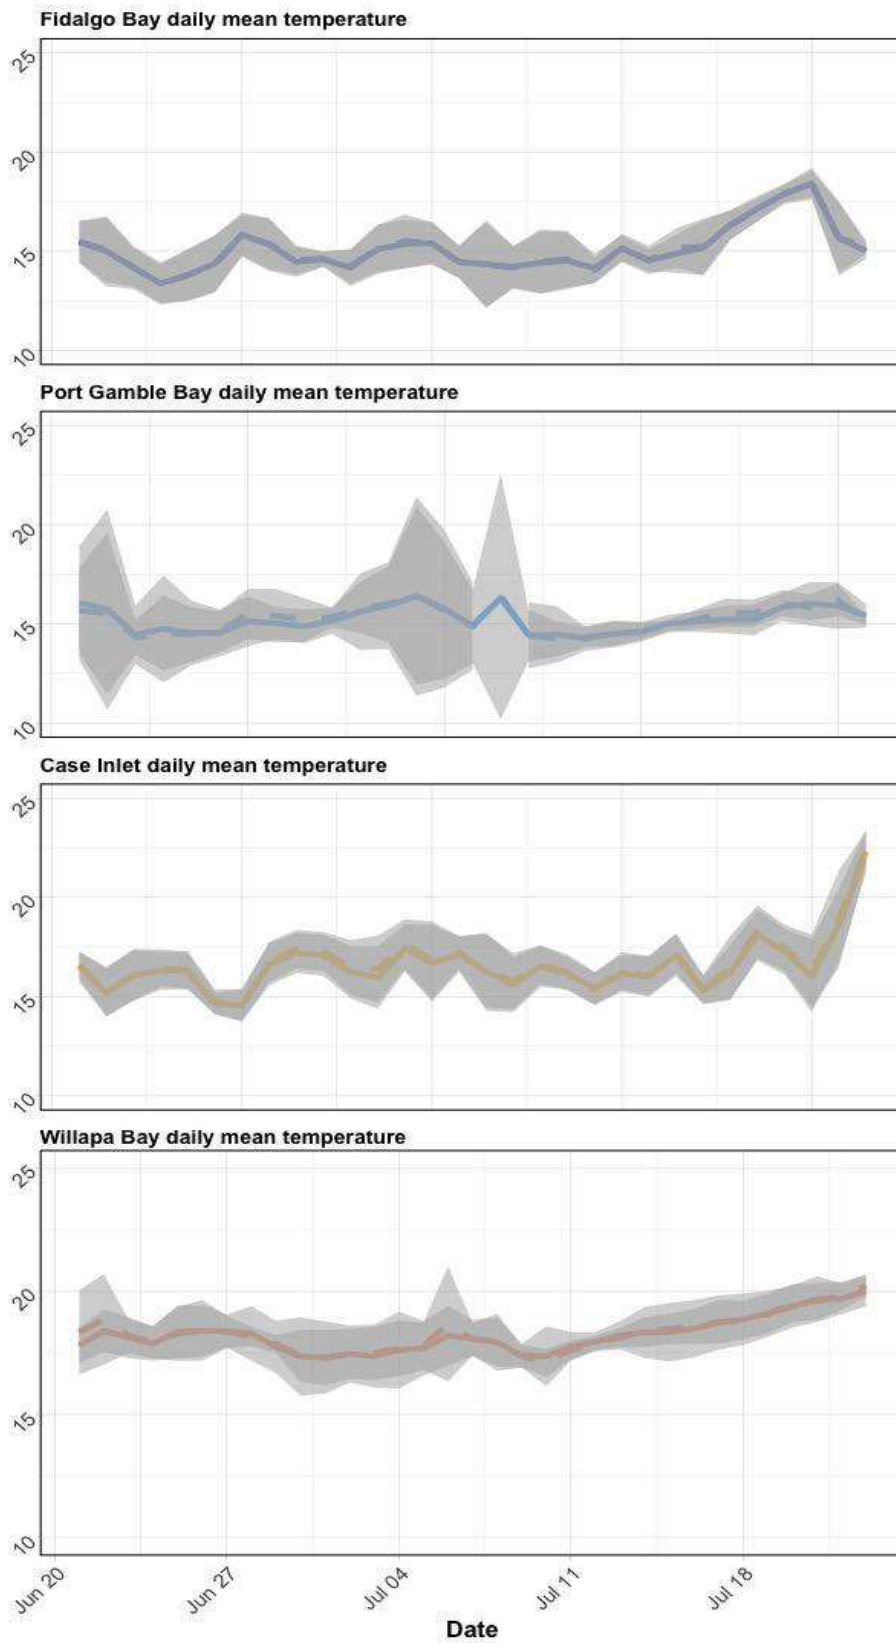 Fidalgo Bay daily mean temperature
25
20
15
10
Port Gamble Bay daily mean temperature
25
20
15
10
Case Inlet daily mean temperature
25
20
15
10
Willapa Bay daily mean temperature
25
20
15
10
Jun 20 Jun 27 Jul 04 Jul 11 Jul 18
Date